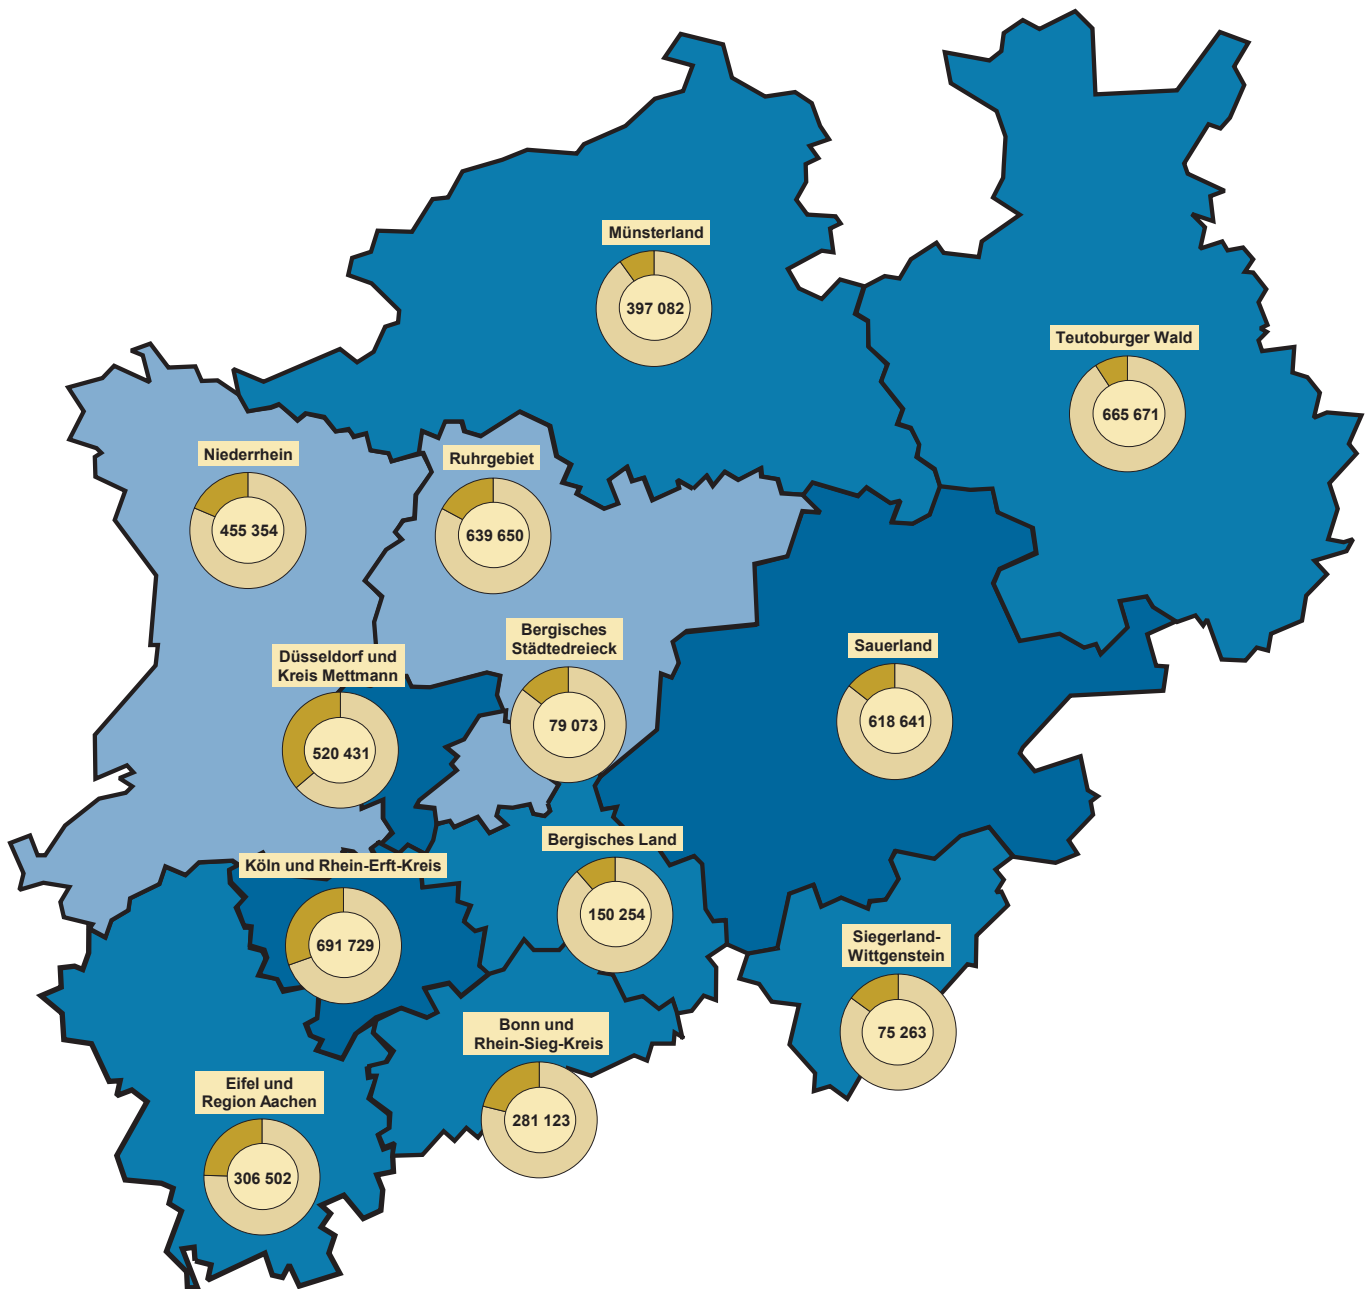 Münsterland
397 082
Teutoburger Wald
665 671
Niederrhein
455 354
Ruhrgebiet
639 650
Bergisches
Städtedreieck
79 073
Düsseldorf und
Kreis Mettmann
520 431
Sauerland
618 641
Bergisches Land
150 254
Köln und Rhein-Erft-Kreis
691 729
Siegerland-
Wittgenstein
75 263
Bonn und
Rhein-Sieg-Kreis
281 123
Eifel und
Region Aachen
306 502